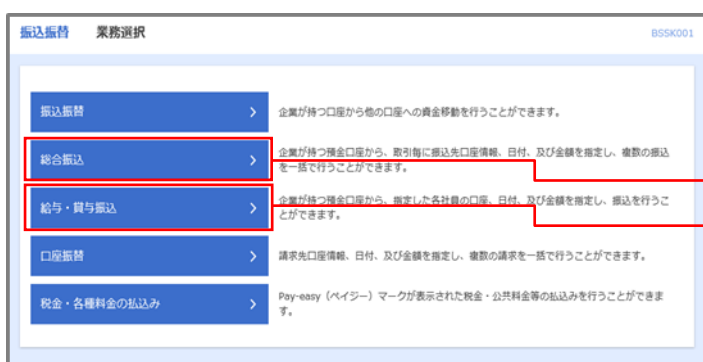 振込振替 業務選択 BSSK001
振込振替 企業が持つ口座から他の口座への資金移動を行うことができます。
総合振込 企業が持つ預金口座から、取引毎に振込先口座情報、日付、及び金額を指定し、複数の振込
を一括で行うことができます。
給与・賞与振込 企業が持つ預金口座から、指定した各社員の口座、日付、及び金額を指定し、振込を行うこ
とができます。
口座振替 請求先口座情報、日付、及び金額を指定し、複数の請求を一括で行うことができます。
税金・各種料金の払込み Pay-easy（ペイジー）マークが表示された税金・公共料金等の払込みを行うことができま
す。